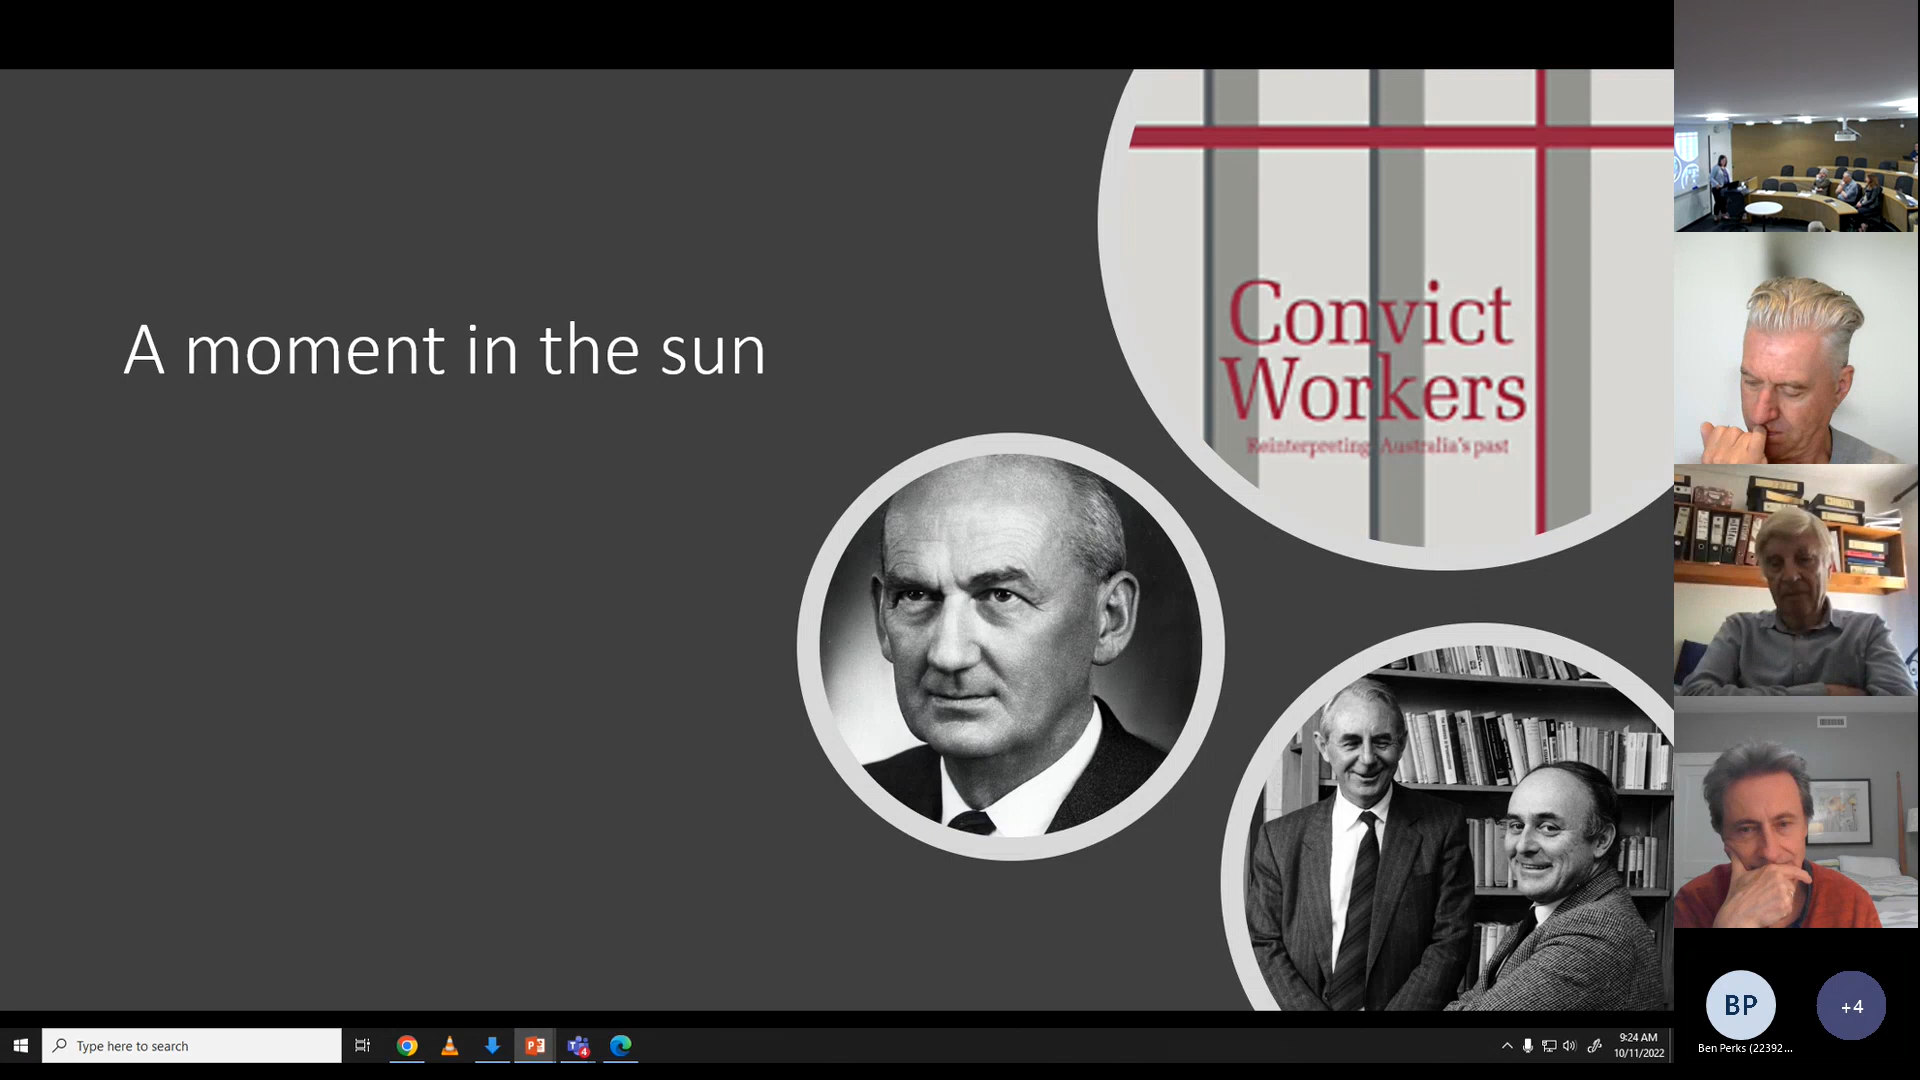 A moment in the sun
Convict
Workers
Reinterpreting Australia's past
BP
+4
Ben Perks (22392...
Type here to search
4
9:24 AM
10/11/2022